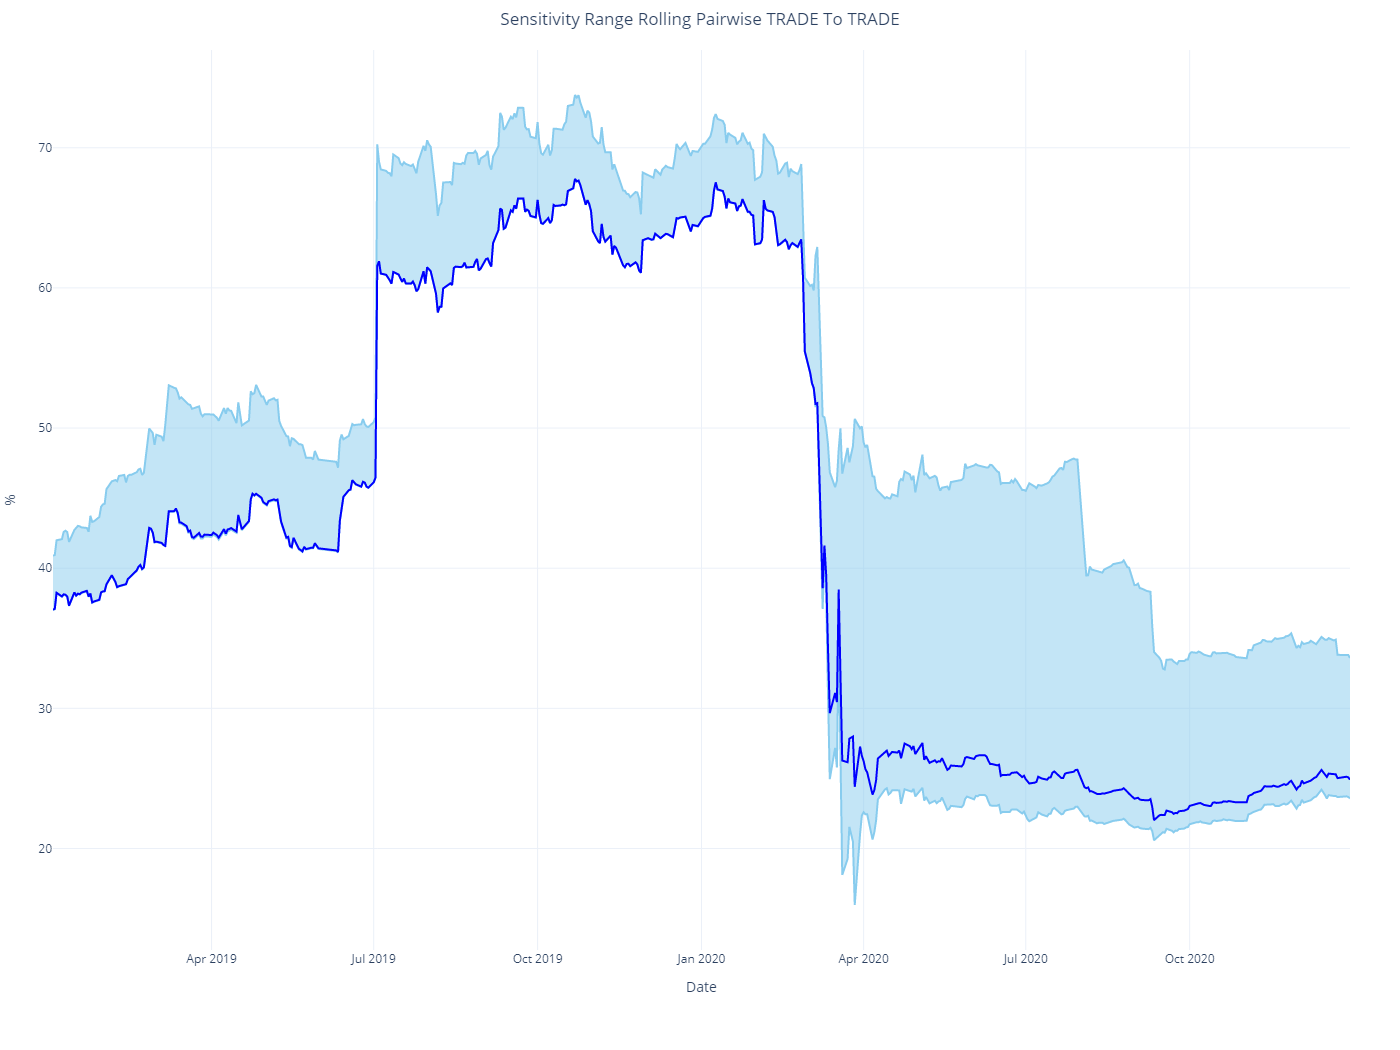 Sensitivity Range Rolling Pairwise TRADE To TRADE
70
60
50
40
30
20
%
Apr 2019
Jul 2019
Oct 2019
Jan 2020
Apr 2020
Jul 2020
Oct 2020
Date